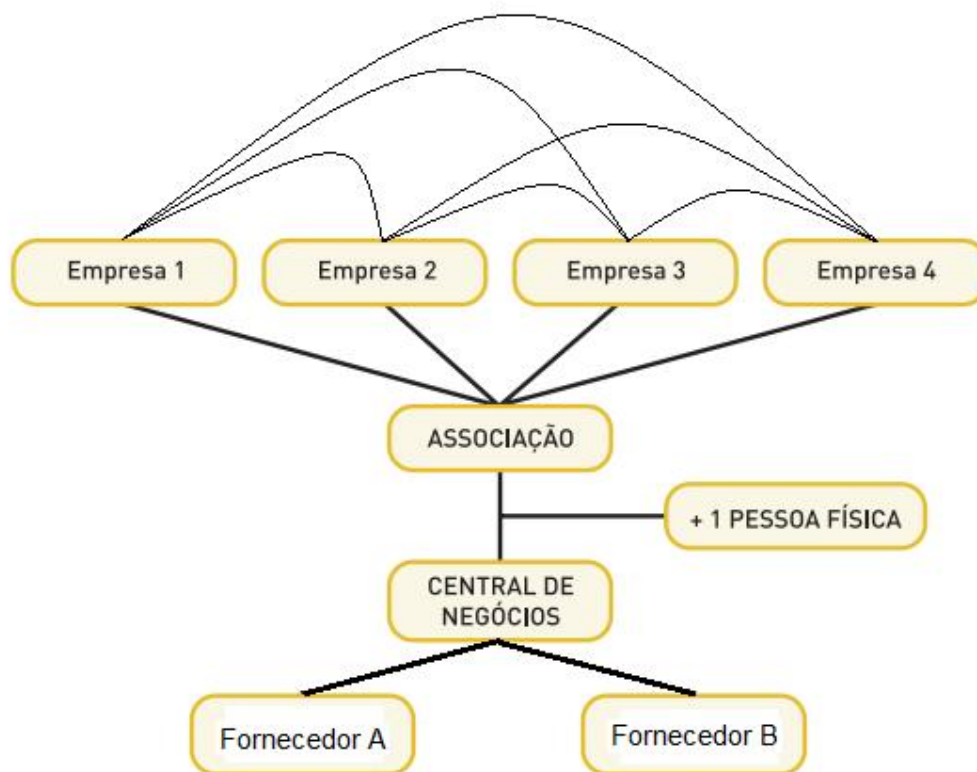 Empresa 1
Empresa 2
Empresa 3
Empresa 4
ASSOCIAÇÃO
+ 1 PESSOA FÍSICA
CENTRAL DE
NEGÓCIOS
Fornecedor A
Fornecedor B